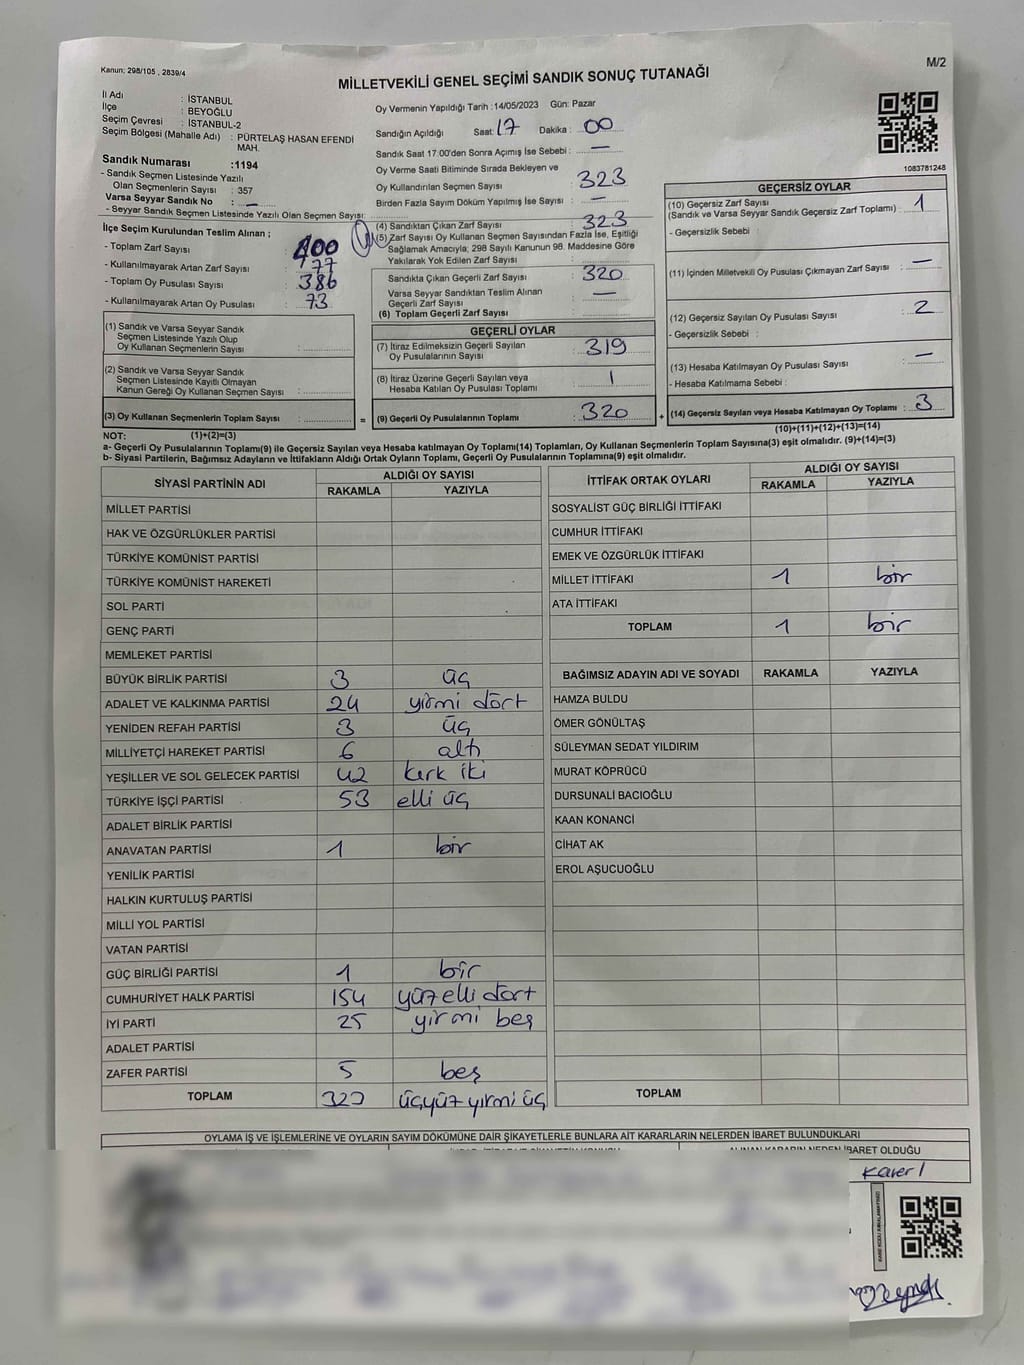 Kanun: 298/105 , 2839/4
M/2
MİLLETVEKİLİ GENEL SEÇİMİ SANDIK SONUÇ TUTANAĞI
İl Adı : İSTANBUL
İlçe : BEYOĞLU
Seçim Çevresi : İSTANBUL-2
Seçim Bölgesi (Mahalle Adı) : PÜRTELAŞ HASAN EFENDİ
MAH.
Sandık Numarası :1194
- Sandık Seçmen Listesinde Yazılı
Olan Seçmenlerin Sayısı : 357
Varsa Seyyar Sandık No : —
- Seyyar Sandık Seçmen Listesinde Yazılı Olan Seçmen Sayısı:
İlçe Seçim Kurulundan Teslim Alınan ;
- Toplam Zarf Sayısı : 400
- Kullanılmayarak Artan Zarf Sayısı : 77
- Toplam Oy Pusulası Sayısı : 386
- Kullanılmayarak Artan Oy Pusulası : 73
Oy Vermenin Yapıldığı Tarih :14/05/2023 Gün: Pazar
Sandığın Açıldığı Saat: 17 Dakika : 00
Sandık Saat 17:00'den Sonra Açımış İse Sebebi : —
Oy Verme Saati Bitiminde Sırada Bekleyen ve
Oy Kullandırılan Seçmen Sayısı : 323
Birden Fazla Sayım Döküm Yapılmış İse Sayısı : —
(4) Sandıktan Çıkan Zarf Sayısı : 323
(5) Zarf Sayısı Oy Kullanan Seçmen Sayısından Fazla İse, Eşitliği
Sağlamak Amacıyla, 298 Sayılı Kanunun 98. Maddesine Göre
Yakılarak Yok Edilen Zarf Sayısı :
Sandıkta Çıkan Geçerli Zarf Sayısı : 320
Varsa Seyyar Sandıktan Teslim Alınan
Geçerli Zarf Sayısı : —
(6) Toplam Geçerli Zarf Sayısı :
GEÇERLİ OYLAR
(7) İtiraz Edilmeksizin Geçerli Sayılan
Oy Pusulalarının Sayısı : 319
(8) İtiraz Üzerine Geçerli Sayılan veya
Hesaba Katılan Oy Pusulası Toplamı : 1
(9) Geçerli Oy Pusulalarının Toplamı : 320
1083781248
GEÇERSİZ OYLAR
(10) Geçersiz Zarf Sayısı : 1
(Sandık ve Varsa Seyyar Sandık Geçersiz Zarf Toplamı)
- Geçersizlik Sebebi :
(11) İçinden Milletvekili Oy Pusulası Çıkmayan Zarf Sayısı : —
(12) Geçersiz Sayılan Oy Pusulası Sayısı : 2
- Geçersizlik Sebebi :
(13) Hesaba Katılmayan Oy Pusulası Sayısı : —
- Hesaba Katılmama Sebebi :
+ (14) Geçersiz Sayılan veya Hesaba Katılmayan Oy Toplamı : 3
(10)+(11)+(12)+(13)=(14)
(1) Sandık ve Varsa Seyyar Sandık
Seçmen Listesinde Yazılı Olup
Oy Kullanan Seçmenlerin Sayısı :
(2) Sandık ve Varsa Seyyar Sandık
Seçmen Listesinde Kayıtlı Olmayan
Kanun Gereği Oy Kullanan Seçmen Sayısı :
(3) Oy Kullanan Seçmenlerin Toplam Sayısı : =
NOT: (1)+(2)=(3)
a- Geçerli Oy Pusulalarının Toplamı(9) ile Geçersiz Sayılan veya Hesaba katılmayan Oy Toplamı(14) Toplamları, Oy Kullanan Seçmenlerin Toplam Sayısına(3) eşit olmalıdır. (9)+(14)=(3)
b- Siyasi Partilerin, Bağımsız Adayların ve İttifakların Aldığı Ortak Oyların Toplamı, Geçerli Oy Pusulalarının Toplamına(9) eşit olmalıdır.
SİYASİ PARTİNİN ADI ALDIĞI OY SAYISI
RAKAMLA YAZIYLA
MİLLET PARTİSİ
HAK VE ÖZGÜRLÜKLER PARTİSİ
TÜRKİYE KOMÜNİST PARTİSİ
TÜRKİYE KOMÜNİST HAREKETİ
SOL PARTİ
GENÇ PARTİ
MEMLEKET PARTİSİ
BÜYÜK BİRLİK PARTİSİ 3 üç
ADALET VE KALKINMA PARTİSİ 24 yirmi dört
YENİDEN REFAH PARTİSİ 3 üç
MİLLİYETÇİ HAREKET PARTİSİ 6 altı
YEŞİLLER VE SOL GELECEK PARTİSİ 42 kırk iki
TÜRKİYE İŞÇİ PARTİSİ 53 elli üç
ADALET BİRLİK PARTİSİ
ANAVATAN PARTİSİ 1 bir
YENİLİK PARTİSİ
HALKIN KURTULUŞ PARTİSİ
MİLLİ YOL PARTİSİ
VATAN PARTİSİ
GÜÇ BİRLİĞİ PARTİSİ 1 bir
CUMHURİYET HALK PARTİSİ 154 yüz elli dört
İYİ PARTİ 25 yirmi beş
ADALET PARTİSİ
ZAFER PARTİSİ 5 beş
TOPLAM 323 üçyüz yirmi üç
İTTİFAK ORTAK OYLARI ALDIĞI OY SAYISI
RAKAMLA YAZIYLA
SOSYALİST GÜÇ BİRLİĞİ İTTİFAKI
CUMHUR İTTİFAKI
EMEK VE ÖZGÜRLÜK İTTİFAKI
MİLLET İTTİFAKI 1 bir
ATA İTTİFAKI
TOPLAM 1 bir
BAĞIMSIZ ADAYIN ADI VE SOYADI RAKAMLA YAZIYLA
HAMZA BULDU
ÖMER GÖNÜLTAŞ
SÜLEYMAN SEDAT YILDIRIM
MURAT KÖPRÜCÜ
DURSUNALİ BACIOĞLU
KAAN KONANCİ
CİHAT AK
EROL AŞUCUOĞLU
TOPLAM
OYLAMA İŞ VE İŞLEMLERİNE VE OYLARIN SAYIM DÖKÜMÜNE DAİR ŞİKAYETLERLE BUNLARA AİT KARARLARIN NELERDEN İBARET BULUNDUKLARI
ALINAN KARARIN NEDEN İBARET OLDUĞU